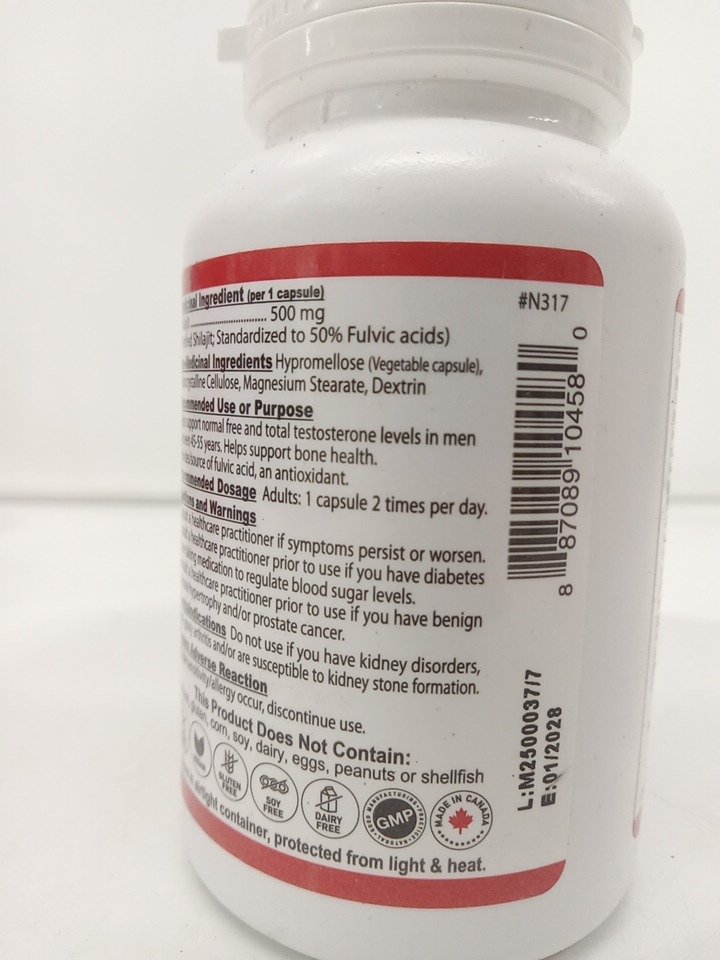 Ingredient (per 1 capsule)
500 mg
Shilajit; Standardized to 50% Fulvic acids)
Ingredients Hypromellose (Vegetable capsule),
Cellulose, Magnesium Stearate, Dextrin
Use or Purpose
support normal free and total testosterone levels in men
45-55 years. Helps support bone health.
source of fulvic acid, an antioxidant.
Dosage Adults: 1 capsule 2 times per day.
and Warnings
a healthcare practitioner if symptoms persist or worsen.
a healthcare practitioner prior to use if you have diabetes
medication to regulate blood sugar levels.
a healthcare practitioner prior to use if you have benign
and/or prostate cancer.
Do not use if you have kidney disorders,
arthritis and/or are susceptible to kidney stone formation.
Adverse Reaction
occur, discontinue use.
This Product Does Not Contain:
gluten, corn, soy, dairy, eggs, peanuts or shellfish
GLUTEN FREE
SOY FREE
DAIRY FREE
GMP
MADE IN CANADA
airtight container, protected from light & heat.
#N317
8 87089 10458 0
L:M2500037/7
E:01/2028